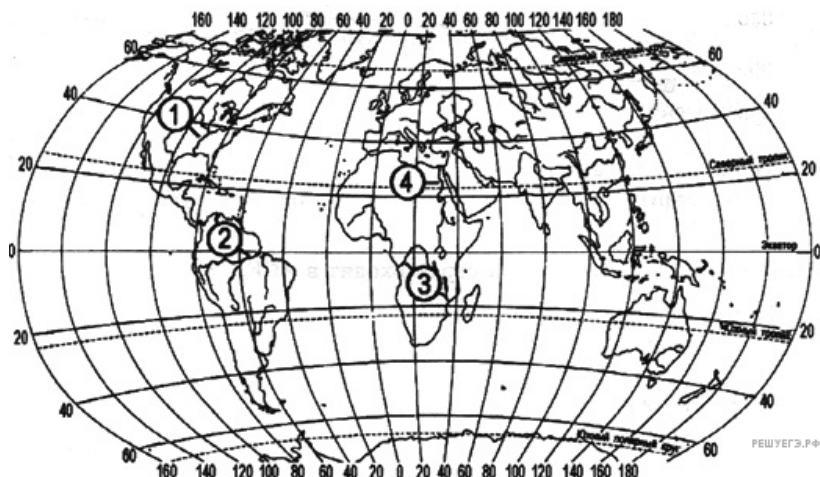 160 140 120 100 80 60 40 20 0 20 40 60 80 100 120 140 160 180
60 Северный полярный круг 60
40 1 40
20 4 Северный тропик 20
0 2 Экватор 0
3
20 Южный тропик 20
40 40
60 Южный полярный круг 60
РЕШУЕГЭ.РФ
160 140 120 100 80 60 40 20 0 20 40 60 80 100 120 140 160 180